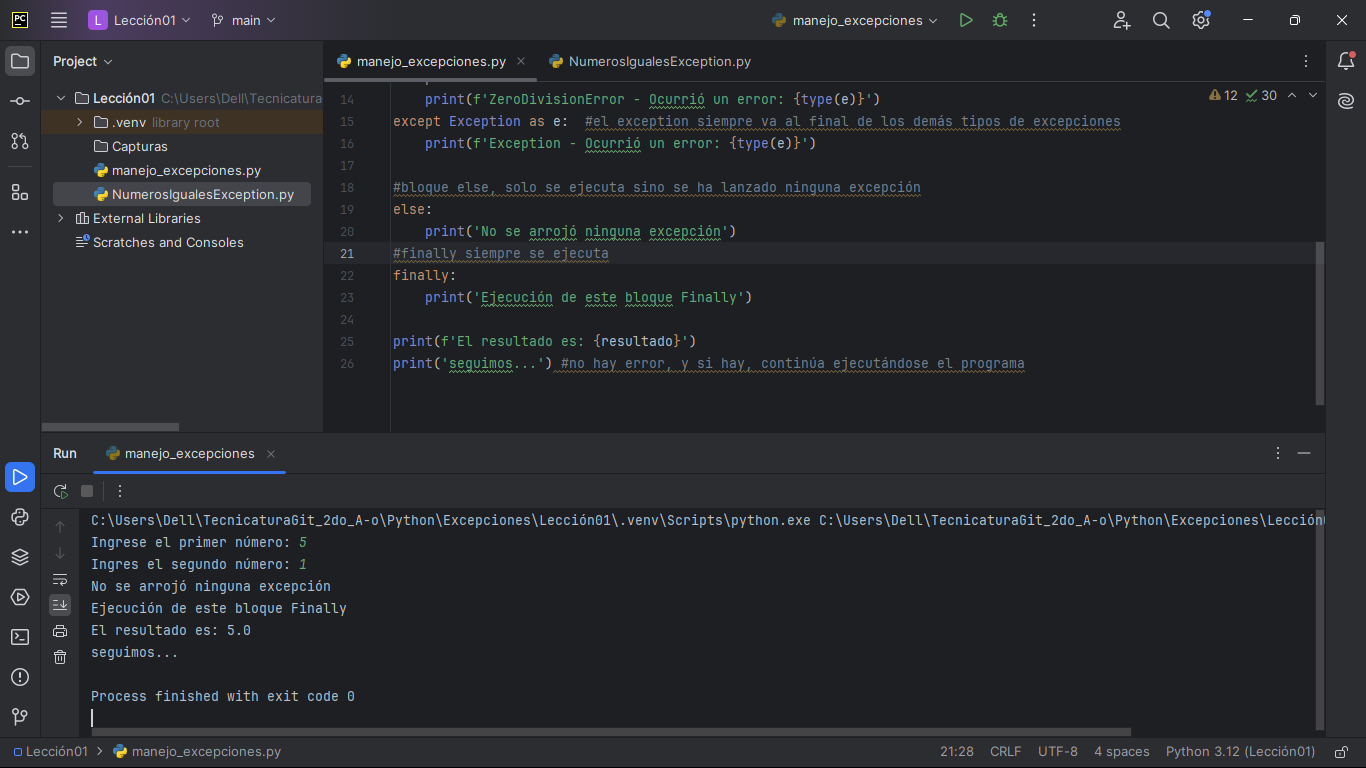 PC L Lección01 main manejo_excepciones
Project
manejo_excepciones.py NumerosIgualesException.py
Lección01 C:\Users\Dell\Tecnicatura
.venv library root
Capturas
manejo_excepciones.py
NumerosIgualesException.py
External Libraries
Scratches and Consoles
12 30
14 print(f'ZeroDivisionError - Ocurrió un error: {type(e)}')
15 except Exception as e: #el exception siempre va al final de los demás tipos de excepciones
16 print(f'Exception - Ocurrió un error: {type(e)}')
17
18 #bloque else, solo se ejecuta sino se ha lanzado ninguna excepción
19 else:
20 print('No se arrojó ninguna excepción')
21 #finally siempre se ejecuta
22 finally:
23 print('Ejecución de este bloque Finally')
24
25 print(f'El resultado es: {resultado}')
26 print('seguimos...') #no hay error, y si hay, continúa ejecutándose el programa
Run manejo_excepciones
C:\Users\Dell\TecnicaturaGit_2do_A-o\Python\Excepciones\Lección01\.venv\Scripts\python.exe C:\Users\Dell\TecnicaturaGit_2do_A-o\Python\Excepciones\Lección
Ingrese el primer número: 5
Ingres el segundo número: 1
No se arrojó ninguna excepción
Ejecución de este bloque Finally
El resultado es: 5.0
seguimos...
Process finished with exit code 0
Lección01 manejo_excepciones.py 21:28 CRLF UTF-8 4 spaces Python 3.12 (Lección01)